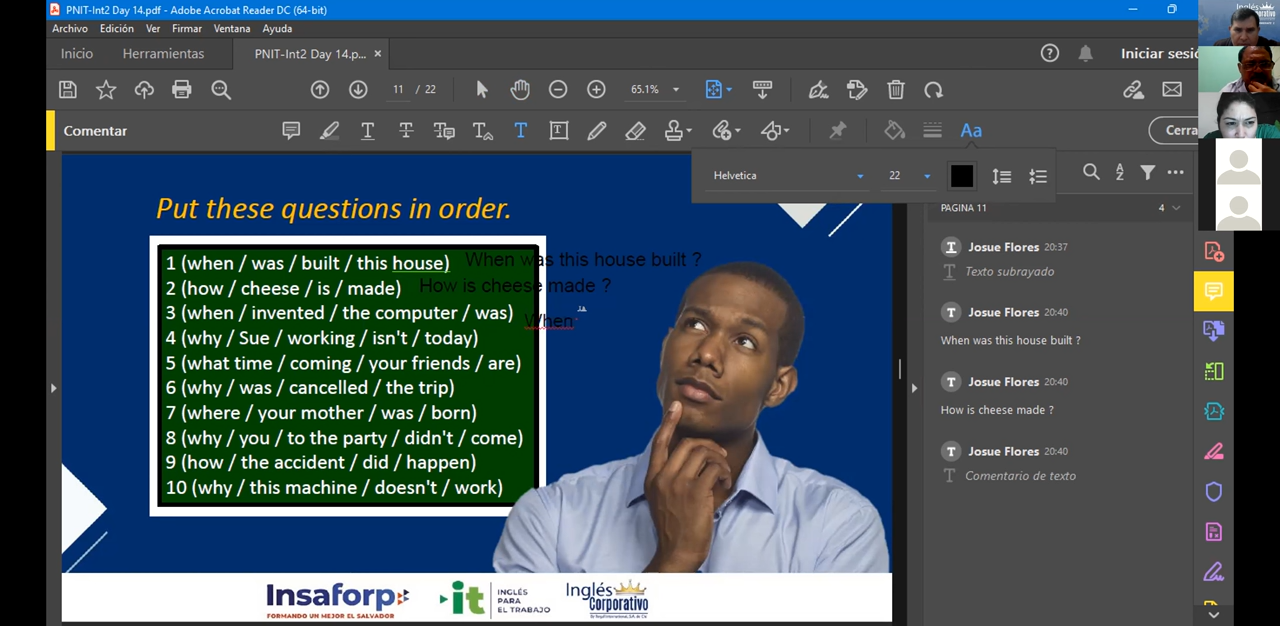 PNIT-Int2 Day 14.pdf - Adobe Acrobat Reader DC (64-bit)
Archivo Edición Ver Firmar Ventana Ayuda
Inicio Herramientas PNIT-Int2 Day 14.p... × Iniciar sesió
11 / 22 65.1%
Comentar Aa Cerra
Helvetica 22
Put these questions in order.
1 (when / was / built / this house) When was this house built ?
2 (how / cheese / is / made) How is cheese made ?
3 (when / invented / the computer / was) When
4 (why / Sue / working / isn't / today)
5 (what time / coming / your friends / are)
6 (why / was / cancelled / the trip)
7 (where / your mother / was / born)
8 (why / you / to the party / didn't / come)
9 (how / the accident / did / happen)
10 (why / this machine / doesn't / work)
Insaforp
FORMANDO UN MEJOR EL SALVADOR
it
INGLÉS
PARA
EL TRABAJO
Inglés
Corporativo
PÁGINA 11 4
Josue Flores 20:37
Texto subrayado
Josue Flores 20:40
When was this house built ?
Josue Flores 20:40
How is cheese made ?
Josue Flores 20:40
Comentario de texto
Inglés
Corporativo